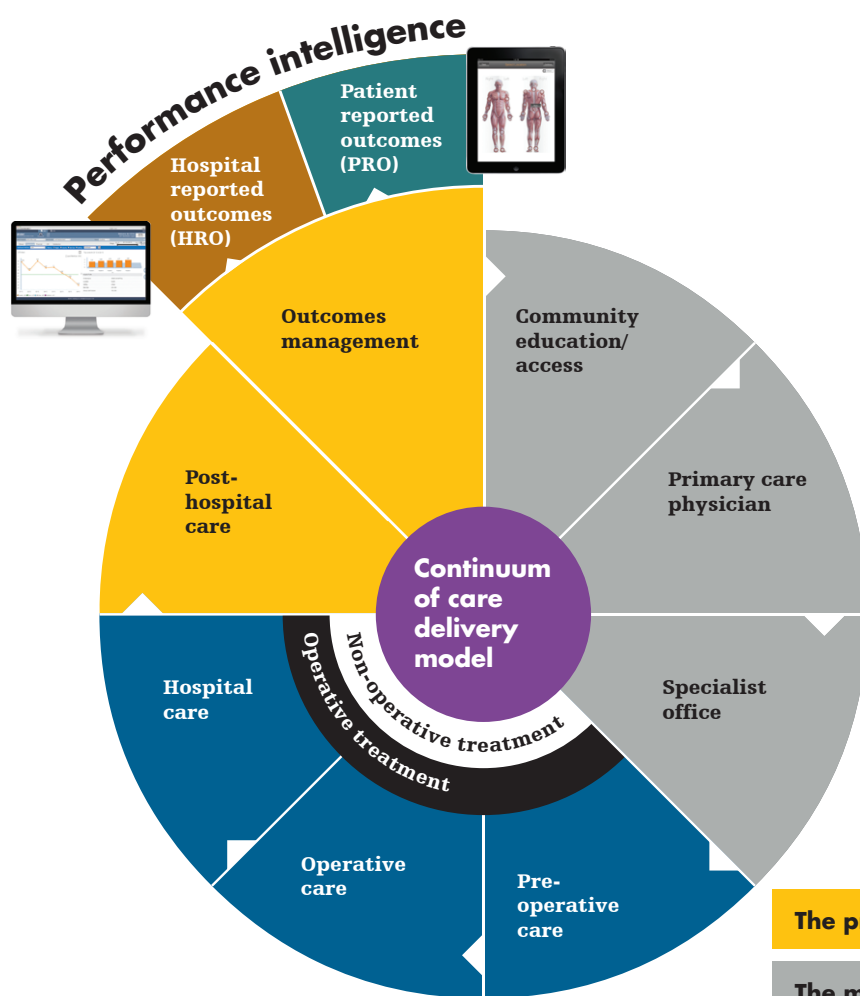 Performance intelligence
Patient
reported
outcomes
(PRO)
Hospital
reported
outcomes
(HRO)
Outcomes
management
Community
education/
access
Primary care
physician
Post-
hospital
care
Continuum
of care
delivery
model
Non-operative treatment
Operative treatment
Specialist
office
Hospital
care
Operative
care
Pre-
operative
care
The p
The m